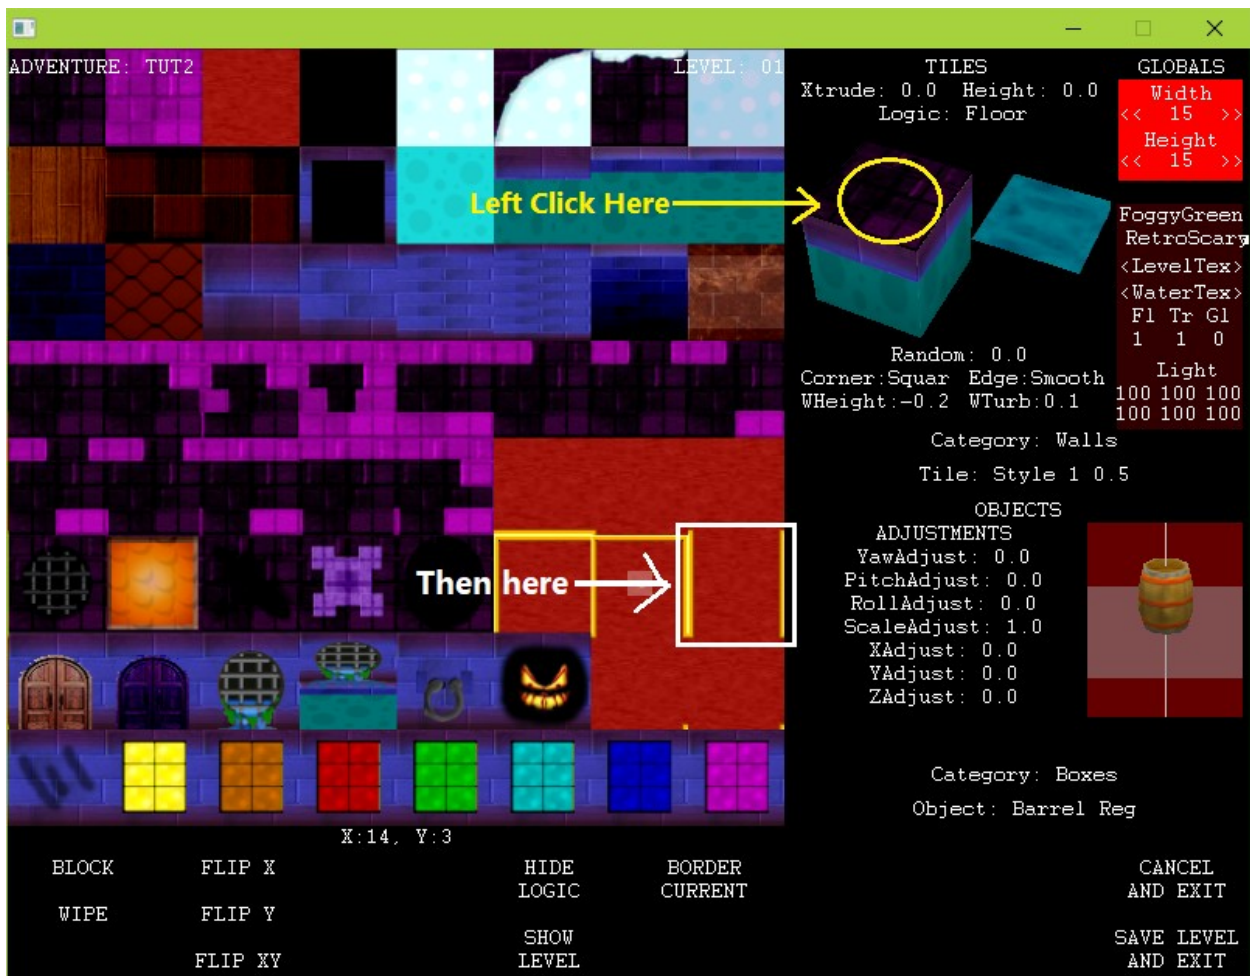 ADVENTURE: TUT2
LEVEL: 01
TILES
Xtrude: 0.0 Height: 0.0
Logic: Floor
GLOBALS
Width
<< 15 >>
Height
<< 15 >>
Left Click Here
FoggyGreen
RetroScary
<LevelTex>
<WaterTex>
Fl Tr Gl
1 1 0
Light
100 100 100
100 100 100
Random: 0.0
Corner:Squar Edge:Smooth
WHeight:-0.2 WTurb:0.1
Category: Walls
Tile: Style 1 0.5
OBJECTS
ADJUSTMENTS
YawAdjust: 0.0
PitchAdjust: 0.0
RollAdjust: 0.0
ScaleAdjust: 1.0
XAdjust: 0.0
YAdjust: 0.0
ZAdjust: 0.0
Then here
Category: Boxes
Object: Barrel Reg
X:14, Y:3
BLOCK
FLIP X
HIDE
LOGIC
BORDER
CURRENT
CANCEL
AND EXIT
WIPE
FLIP Y
FLIP XY
SHOW
LEVEL
SAVE LEVEL
AND EXIT